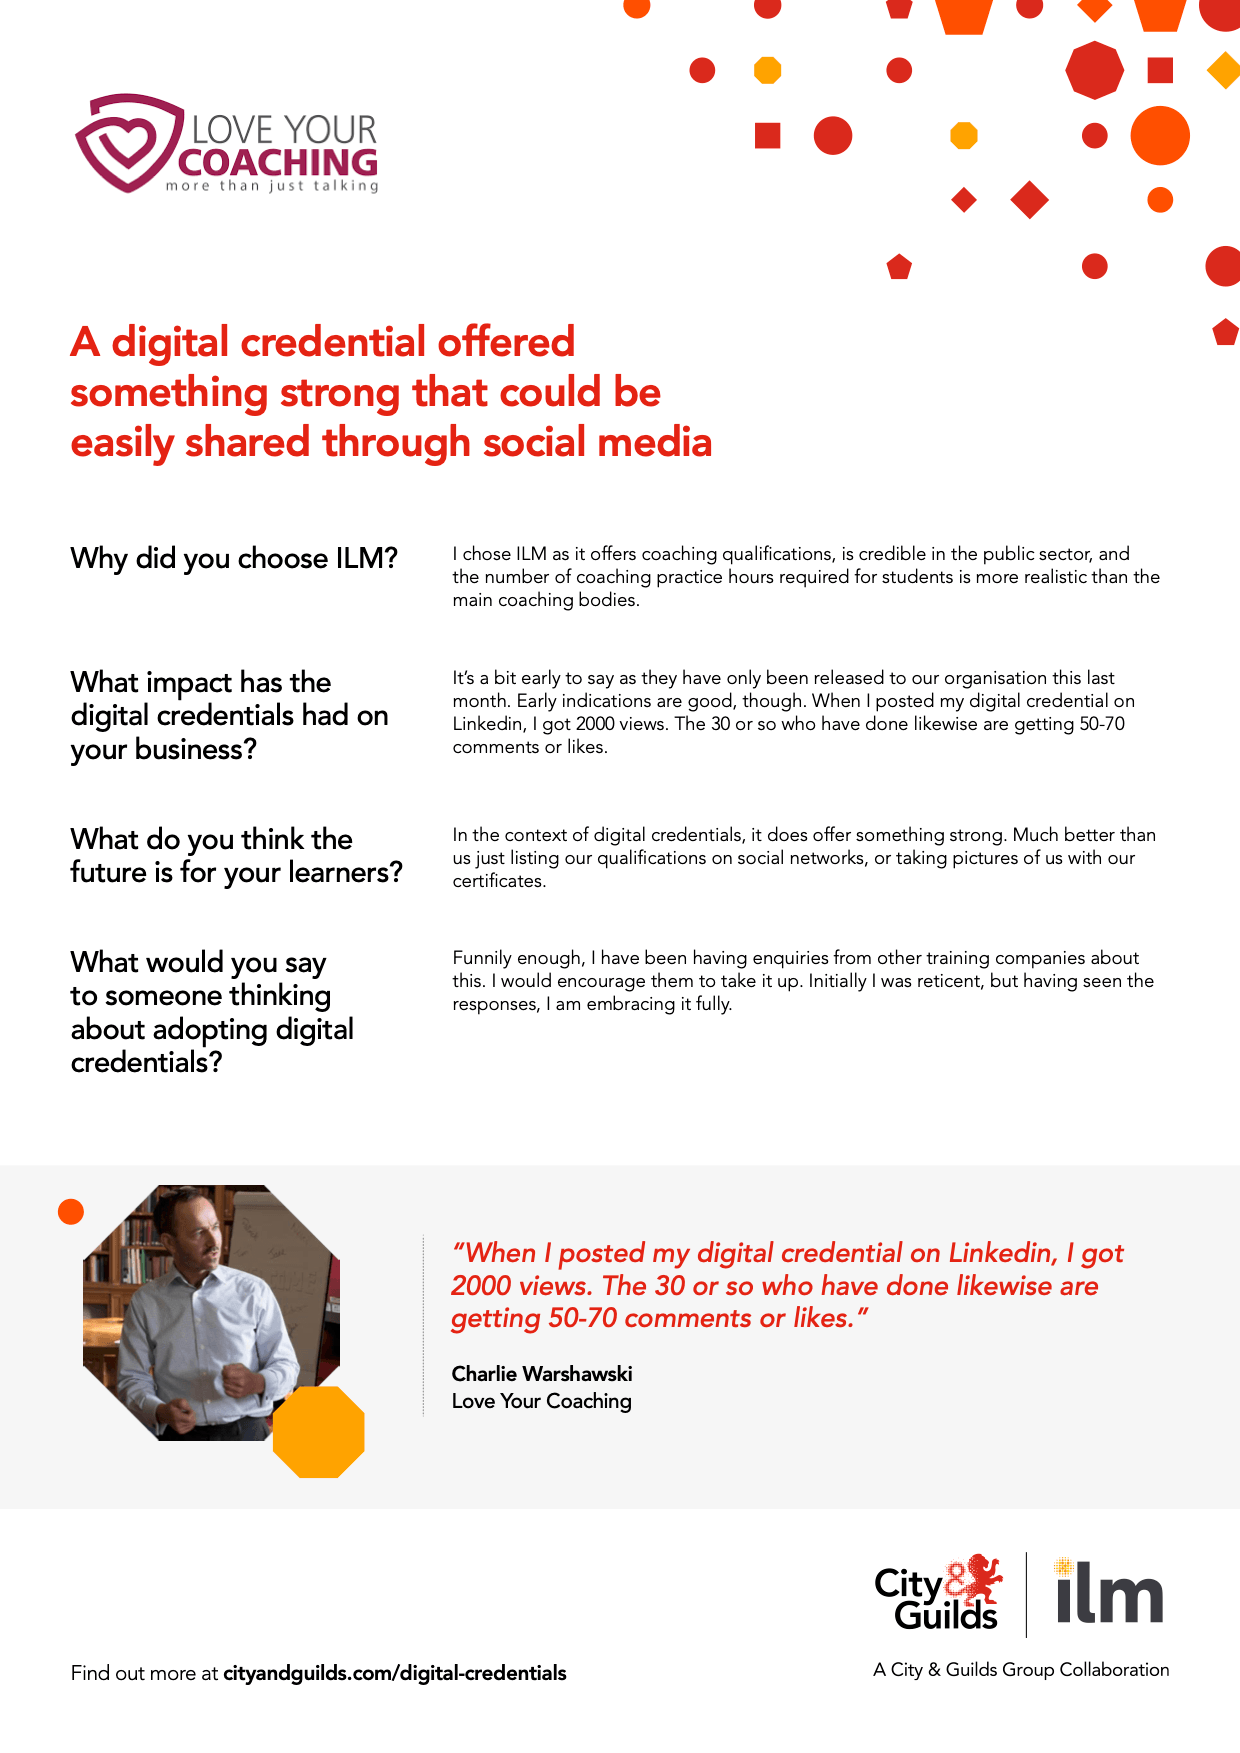 LOVE YOUR
COACHING
more than just talking
A digital credential offered
something strong that could be
easily shared through social media
Why did you choose ILM?
I chose ILM as it offers coaching qualifications, is credible in the public sector, and
the number of coaching practice hours required for students is more realistic than the
main coaching bodies.
What impact has the
digital credentials had on
your business?
It’s a bit early to say as they have only been released to our organisation this last
month. Early indications are good, though. When I posted my digital credential on
Linkedin, I got 2000 views. The 30 or so who have done likewise are getting 50-70
comments or likes.
What do you think the
future is for your learners?
In the context of digital credentials, it does offer something strong. Much better than
us just listing our qualifications on social networks, or taking pictures of us with our
certificates.
What would you say
to someone thinking
about adopting digital
credentials?
Funnily enough, I have been having enquiries from other training companies about
this. I would encourage them to take it up. Initially I was reticent, but having seen the
responses, I am embracing it fully.
“When I posted my digital credential on Linkedin, I got
2000 views. The 30 or so who have done likewise are
getting 50-70 comments or likes.”
Charlie Warshawski
Love Your Coaching
City &
Guilds
ilm
Find out more at cityandguilds.com/digital-credentials
A City & Guilds Group Collaboration